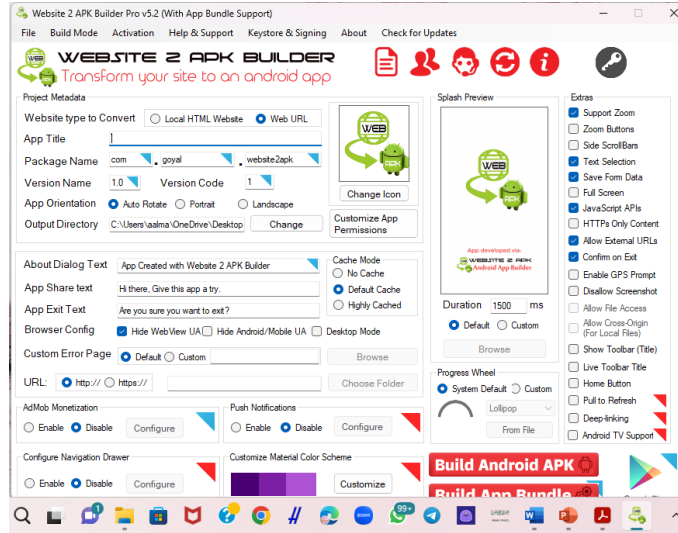 Website 2 APK Builder Pro v5.2 (With App Bundle Support)
File Build Mode Activation Help & Support Keystore & Signing About Check for Updates
WEBSITE 2 APK BUILDER
Transform your site to an android app
Project Metadata
Website type to Convert Local HTML Website Web URL
App Title
Package Name com . goyal . website2apk
Version Name 1.0 Version Code 1
App Orientation Auto Rotate Portrait Landscape
Output Directory C:\Users\aalma\OneDrive\Desktop Change
WEB
APK
Change Icon
Customize App
Permissions
About Dialog Text App Created with Website 2 APK Builder
App Share text Hi there, Give this app a try.
App Exit Text Are you sure you want to exit?
Browser Config Hide WebView UA Hide Android/Mobile UA Desktop Mode
Custom Error Page Default Custom Browse
URL: http:// https:// Choose Folder
Cache Mode
No Cache
Default Cache
Highly Cached
AdMob Monetization
Enable Disable Configure
Push Notifications
Enable Disable Configure
Configure Navigation Drawer
Enable Disable Configure
Customize Material Color Scheme
Customize
Splash Preview
WEB
APK
App developed via:
WEBSITE 2 APK
Android App Builder
Duration 1500 ms
Default Custom
Browse
Progress Wheel
System Default Custom
Lollipop
From File
Build Android APK
Build App Bundle
Extras
Support Zoom
Zoom Buttons
Side ScrollBars
Text Selection
Save Form Data
Full Screen
JavaScript APIs
HTTPs Only Content
Allow External URLs
Confirm on Exit
Enable GPS Prompt
Disallow Screenshot
Allow File Access
Allow Cross-Origin
(For Local Files)
Show Toolbar (Title)
Live Toolbar Title
Home Button
Pull to Refresh
Deep-linking
Android TV Support
99+
zoom